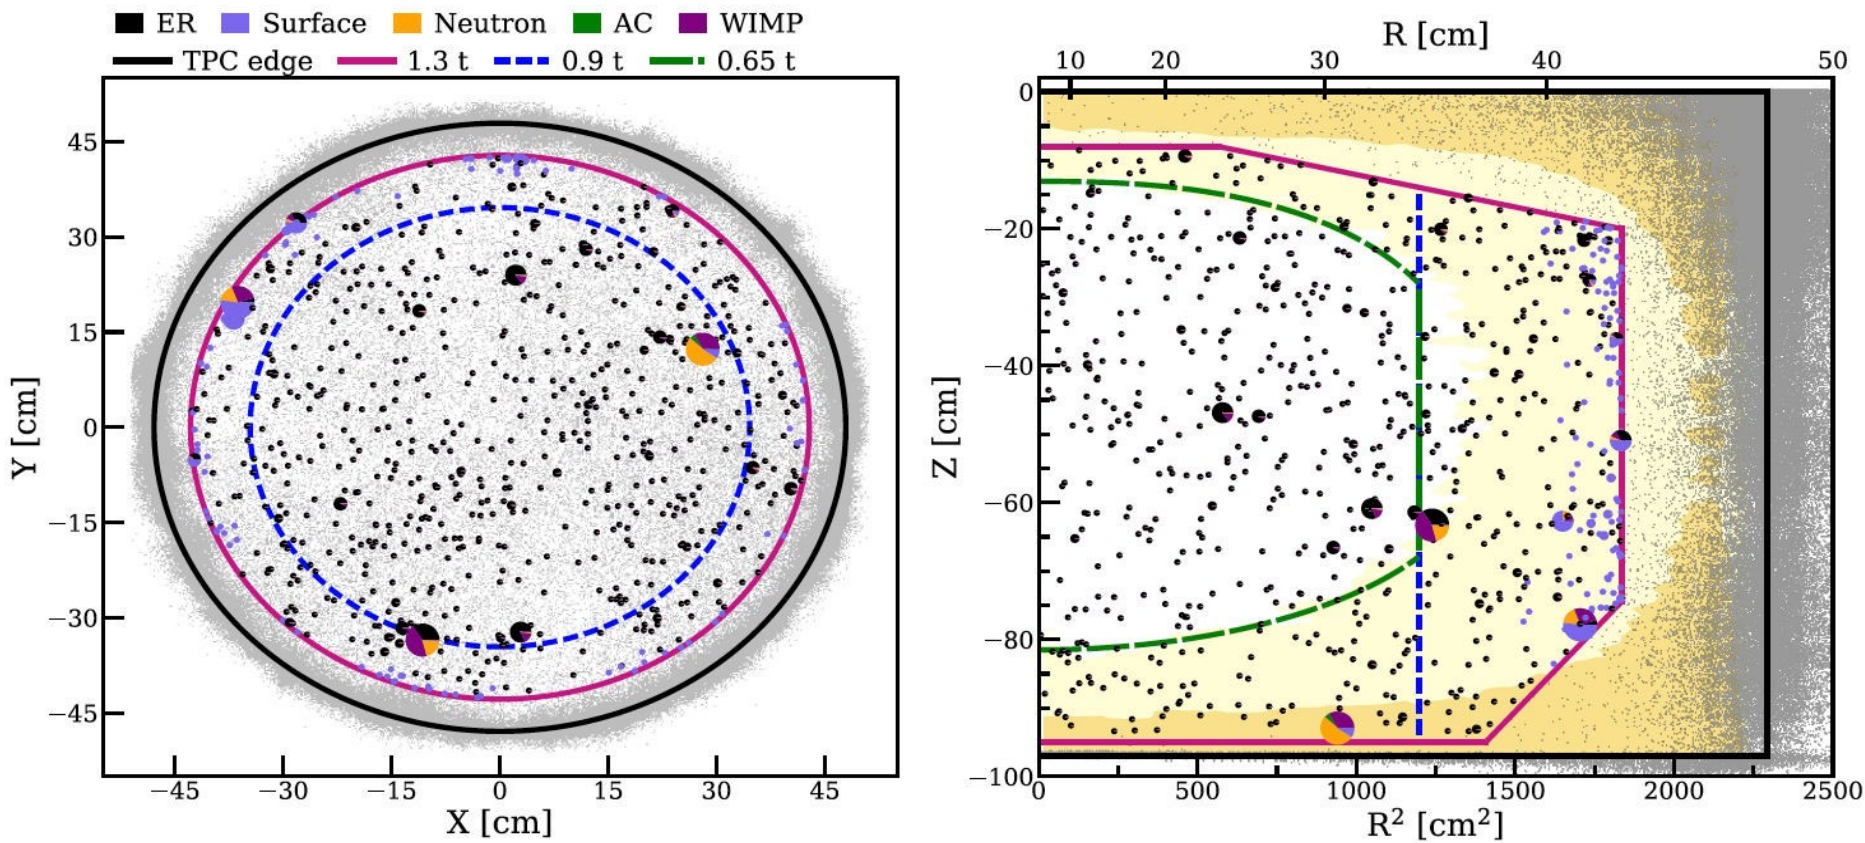 ER Surface Neutron AC WIMP
TPC edge 1.3 t 0.9 t 0.65 t
45
30
15
0
−15
−30
−45
Y [cm]
−45 −30 −15 0 15 30 45
X [cm]
R [cm]
10 20 30 40 50
0
−20
−40
−60
−80
−100
Z [cm]
0 500 1000 1500 2000 2500
R² [cm²]